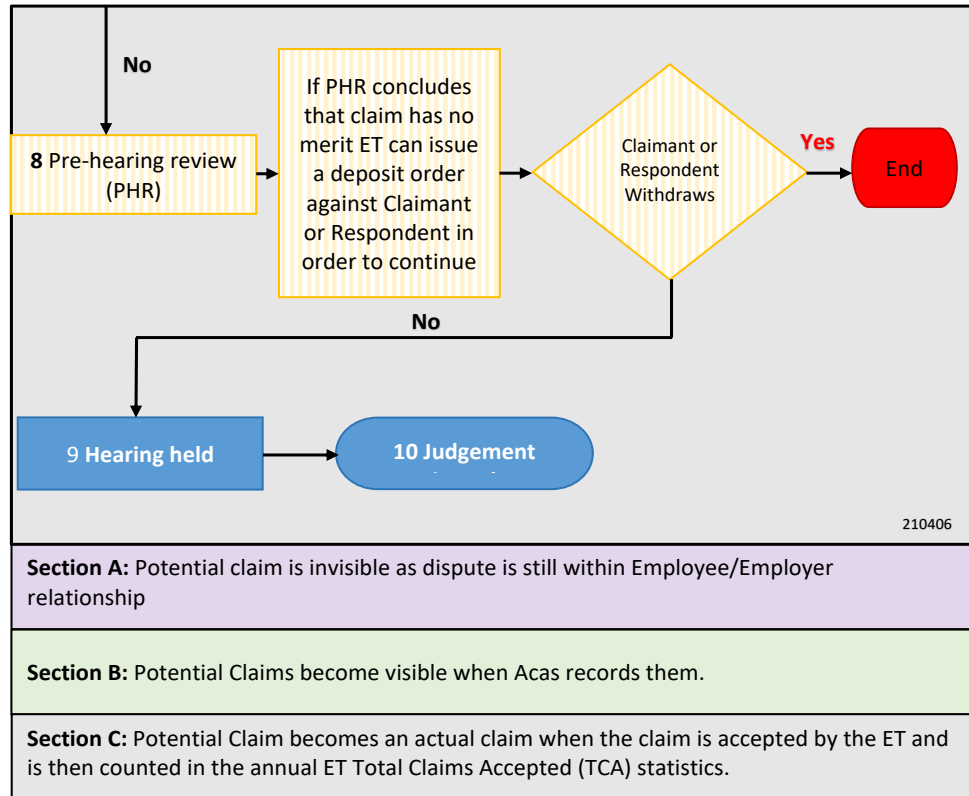 No
8 Pre-hearing review
(PHR)
If PHR concludes
that claim has no
merit ET can issue
a deposit order
against Claimant
or Respondent in
order to continue
Claimant or
Respondent
Withdraws
Yes
End
No
9 Hearing held
10 Judgement
210406
Section A: Potential claim is invisible as dispute is still within Employee/Employer
relationship
Section B: Potential Claims become visible when Acas records them.
Section C: Potential Claim becomes an actual claim when the claim is accepted by the ET and
is then counted in the annual ET Total Claims Accepted (TCA) statistics.